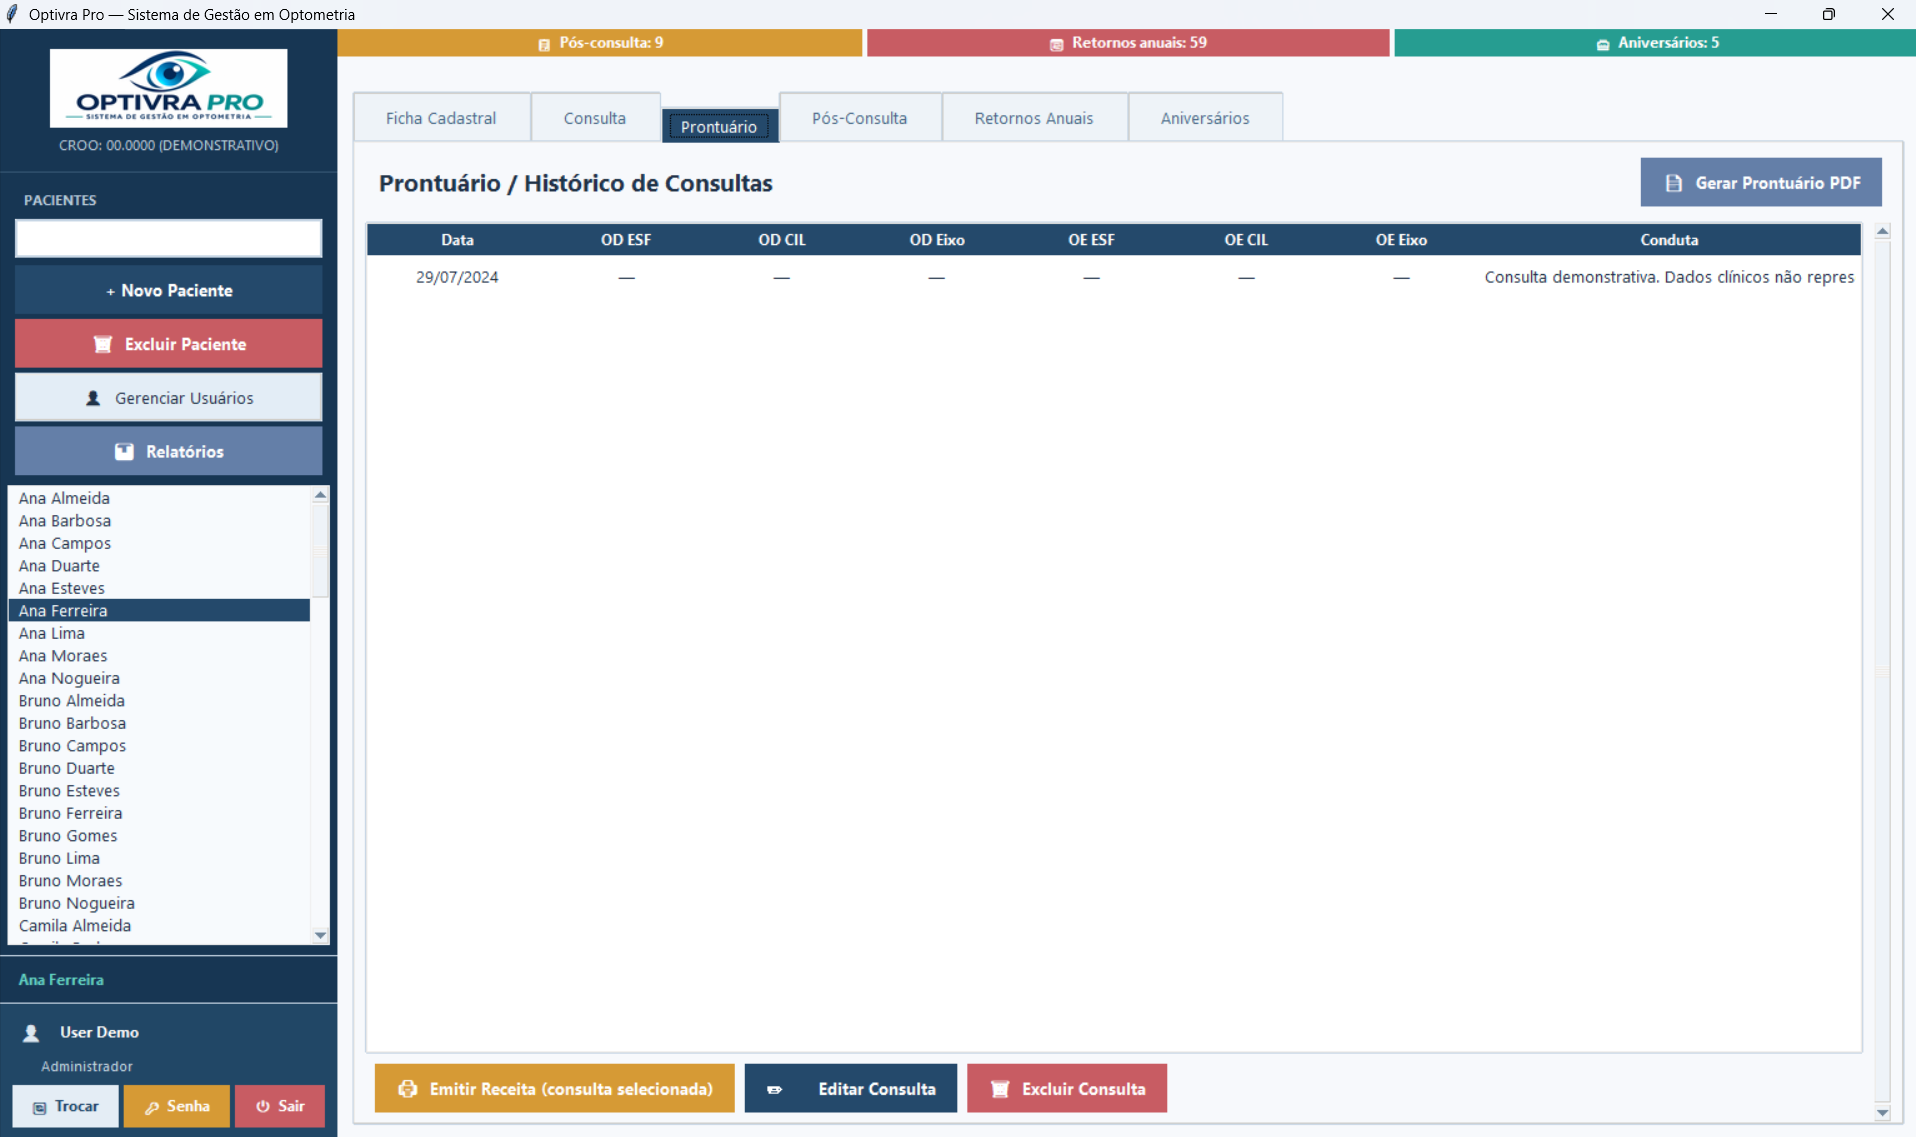 Optivra Pro — Sistema de Gestão em Optometria
OPTIVRA PRO
SISTEMA DE GESTÃO EM OPTOMETRIA
CROO: 00.0000 (DEMONSTRATIVO)
PACIENTES
+ Novo Paciente
Excluir Paciente
Gerenciar Usuários
Relatórios
Ana Almeida
Ana Barbosa
Ana Campos
Ana Duarte
Ana Esteves
Ana Ferreira
Ana Lima
Ana Moraes
Ana Nogueira
Bruno Almeida
Bruno Barbosa
Bruno Campos
Bruno Duarte
Bruno Esteves
Bruno Ferreira
Bruno Gomes
Bruno Lima
Bruno Moraes
Bruno Nogueira
Camila Almeida
Ana Ferreira
User Demo
Administrador
Trocar Senha Sair
Pós-consulta: 9 Retornos anuais: 59 Aniversários: 5
Ficha Cadastral Consulta Prontuário Pós-Consulta Retornos Anuais Aniversários
Prontuário / Histórico de Consultas
Gerar Prontuário PDF
Data OD ESF OD CIL OD Eixo OE ESF OE CIL OE Eixo Conduta
29/07/2024 — — — — — — Consulta demonstrativa. Dados clínicos não repres
Emitir Receita (consulta selecionada) Editar Consulta Excluir Consulta